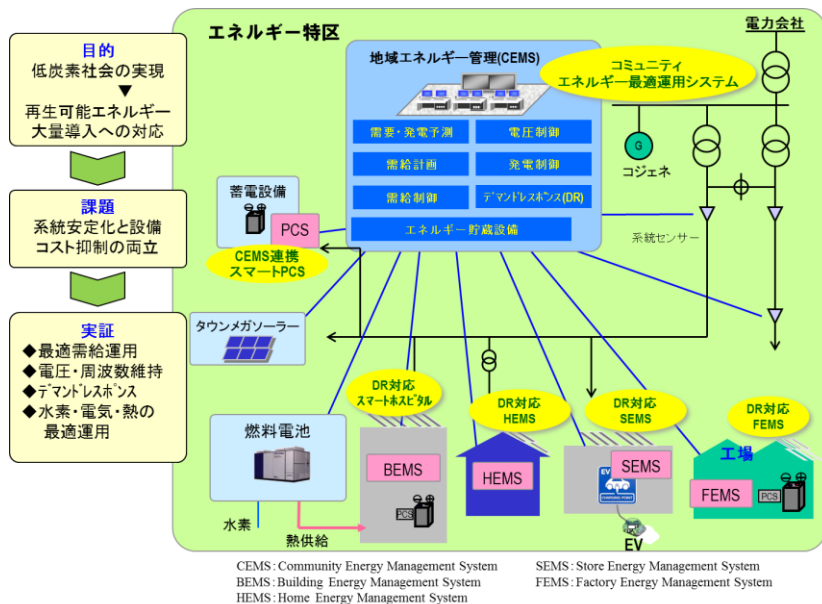 目的
低炭素社会の実現
▼
再生可能エネルギー
大量導入への対応
課題
系統安定化と設備
コスト抑制の両立
実証
◆最適需給運用
◆電圧・周波数維持
◆ﾃﾞﾏﾝﾄﾞﾚｽﾎﾟﾝｽ
◆水素・電気・熱の
最適運用
エネルギー特区
電力会社
地域エネルギー管理(CEMS)
コミュニティ
エネルギー最適運用システム
需要・発電予測
電圧制御
需給計画
発電制御
需給制御
ﾃﾞﾏﾝﾄﾞﾚｽﾎﾟﾝｽ(DR)
エネルギー貯蔵設備
G
コジェネ
蓄電設備
PCS
CEMS連携
スマートPCS
系統センサー
タウンメガソーラー
DR対応
ｽﾏｰﾄﾎｽﾋﾟﾀﾙ
DR対応
HEMS
DR対応
SEMS
DR対応
FEMS
燃料電池
BEMS
PCS
HEMS
SEMS
EV
CHARGING POINT
EV
工場
FEMS
PCS
水素
熱供給
CEMS:Community Energy Management System
SEMS:Store Energy Management System
BEMS:Building Energy Management System
FEMS:Factory Energy Management System
HEMS:Home Energy Management System